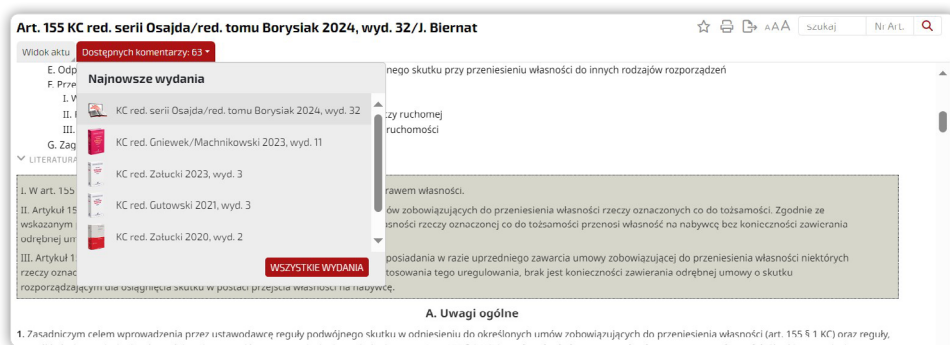 Art. 155 KC red. serii Osajda/red. tomu Borysiak 2024, wyd. 32/J. Biernat
AAA szukaj Nr Art.
Widok aktu Dostępnych komentarzy: 63
E. Odp nego skutku przy przeniesieniu własności do innych rodzajów rozporządzeń
F. Prze
I. W
II. czy ruchomej
III. ruchomości
G. Zag
LITERATURA
Najnowsze wydania
KC red. serii Osajda/red. tomu Borysiak 2024, wyd. 32
KC red. Gniewek/Machnikowski 2023, wyd. 11
KC red. Załucki 2023, wyd. 3
KC red. Gutowski 2021, wyd. 3
KC red. Załucki 2020, wyd. 2
WSZYSTKIE WYDANIA
I. W art. 155 rawem własności.
II. Artykuł 15 ów zobowiązujących do przeniesienia własności rzeczy oznaczonych co do tożsamości. Zgodnie ze
wskazanym sności rzeczy oznaczonej co do tożsamości przenosi własność na nabywcę bez konieczności zawierania
odrębnej um
III. Artykuł 1 posiadania w razie uprzedniego zawarcia umowy zobowiązującej do przeniesienia własności niektórych
rzeczy oznac tosowania tego uregulowania, brak jest konieczności zawierania odrębnej umowy o skutku
rozporządzającym dla osiągnięcia skutku w postaci przejścia własności na nabywcę.
A. Uwagi ogólne
1. Zasadniczym celem wprowadzenia przez ustawodawcę reguły podwójnego skutku w odniesieniu do określonych umów zobowiązujących do przeniesienia własności (art. 155 § 1 KC) oraz reguły,